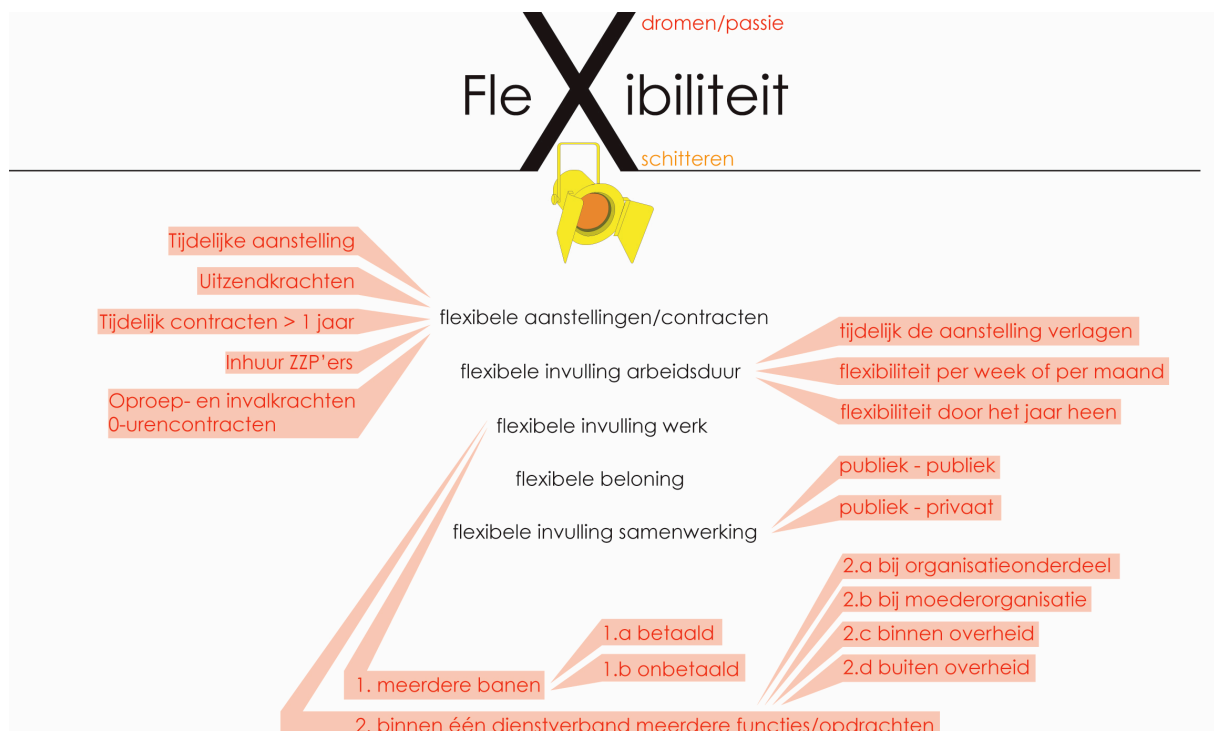 dromen/passie
FleXibiliteit
schitteren
Tijdelijke aanstelling
Uitzendkrachten
Tijdelijk contracten > 1 jaar
Inhuur ZZP'ers
Oproep- en invalkrachten
0-urencontracten
flexibele aanstellingen/contracten
flexibele invulling arbeidsduur
flexibele invulling werk
flexibele beloning
flexibele invulling samenwerking
tijdelijk de aanstelling verlagen
flexibiliteit per week of per maand
flexibiliteit door het jaar heen
publiek - publiek
publiek - privaat
2.a bij organisatieonderdeel
2.b bij moederorganisatie
2.c binnen overheid
2.d buiten overheid
1.a betaald
1.b onbetaald
1. meerdere banen
2. binnen één dienstverband meerdere functies/opdrachten